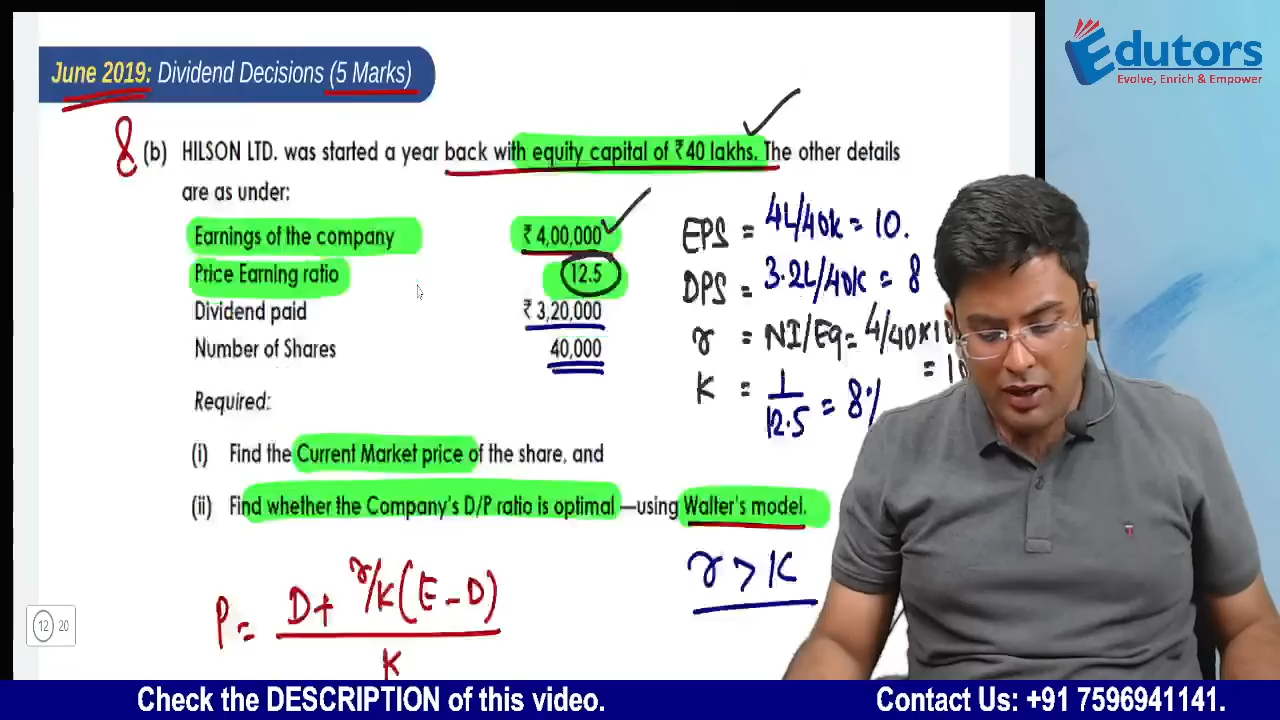 June 2019: Dividend Decisions (5 Marks)
Edutors
Evolve, Enrich & Empower
8 (b) HILSON LTD. was started a year back with equity capital of ₹40 lakhs. The other details
are as under:
Earnings of the company ₹4,00,000
Price Earning ratio 12.5
Dividend paid ₹3,20,000
Number of Shares 40,000
EPS = 4L/40k = 10.
DPS = 3.2L/40K = 8
r = NI/Eq = 4/40×10
= 10
K = 1/12.5 = 8%
Required:
(i) Find the Current Market price of the share, and
(ii) Find whether the Company's D/P ratio is optimal—using Walter's model.
r > K
P = D + r/K (E - D)
K
12 20
Check the DESCRIPTION of this video.
Contact Us: +91 7596941141.